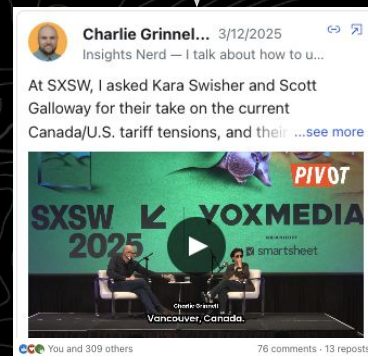 Charlie Grinnel... 3/12/2025
Insights Nerd — I talk about how to u...
At SXSW, I asked Kara Swisher and Scott
Galloway for their take on the current
Canada/U.S. tariff tensions, and their ...see more
PIVOT
SXSW VOXMEDIA
2025
smartsheet
Charlie Grinnell
Vancouver, Canada.
You and 309 others 76 comments · 13 reposts